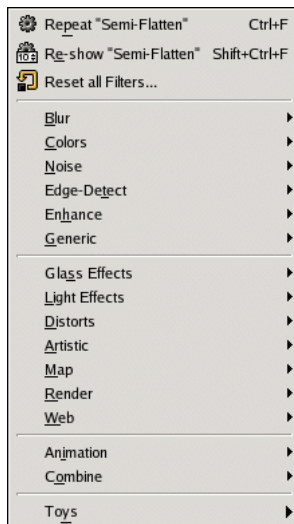 Repeat "Semi-Flatten" Ctrl+F
Re-show "Semi-Flatten" Shift+Ctrl+F
Reset all Filters...
Blur
Colors
Noise
Edge-Detect
Enhance
Generic
Glass Effects
Light Effects
Distorts
Artistic
Map
Render
Web
Animation
Combine
Toys